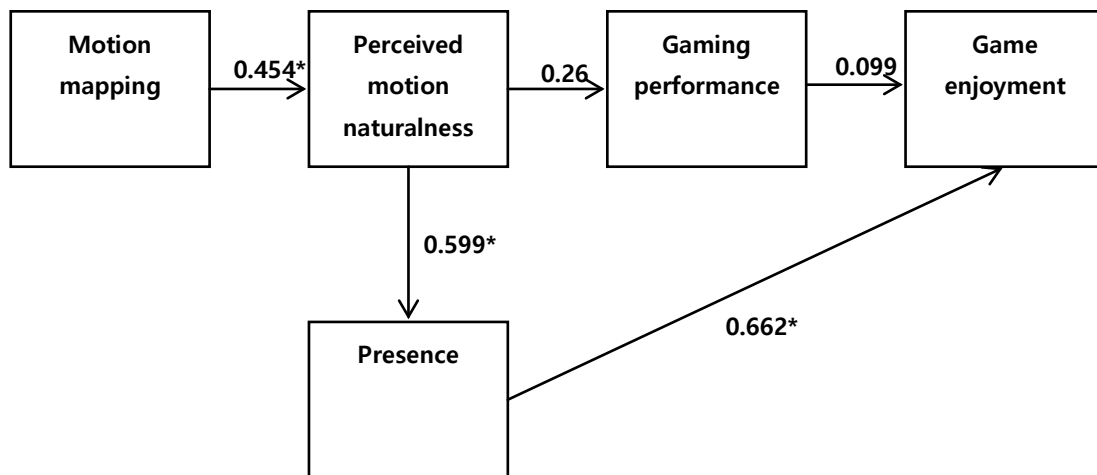 Motion
mapping
0.454*
Perceived
motion
naturalness
0.26
Gaming
performance
0.099
Game
enjoyment
0.599*
Presence
0.662*